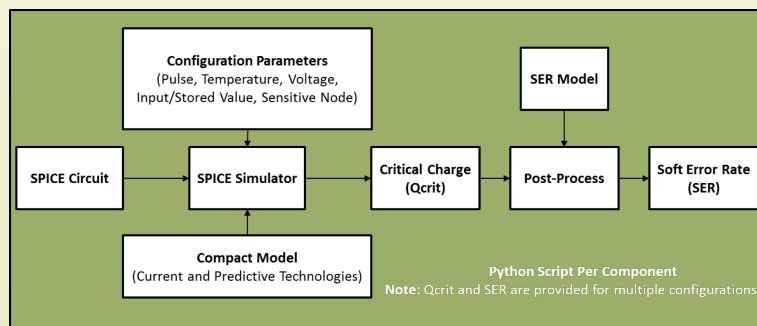 Configuration Parameters
(Pulse, Temperature, Voltage,
Input/Stored Value, Sensitive Node)
SER Model
SPICE Circuit
SPICE Simulator
Critical Charge
(Qcrit)
Post-Process
Soft Error Rate
(SER)
Compact Model
(Current and Predictive Technologies)
Python Script Per Component
Note: Qcrit and SER are provided for multiple configurations